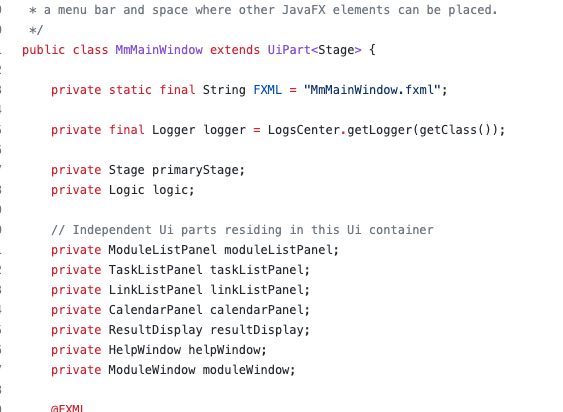 * a menu bar and space where other JavaFX elements can be placed.
*/
public class MmMainWindow extends UiPart<Stage> {
private static final String FXML = "MmMainWindow.fxml";
private final Logger logger = LogsCenter.getLogger(getClass());
private Stage primaryStage;
private Logic logic;
// Independent Ui parts residing in this Ui container
private ModuleListPanel moduleListPanel;
private TaskListPanel taskListPanel;
private LinkListPanel linkListPanel;
private CalendarPanel calendarPanel;
private ResultDisplay resultDisplay;
private HelpWindow helpWindow;
private ModuleWindow moduleWindow;
@FXML